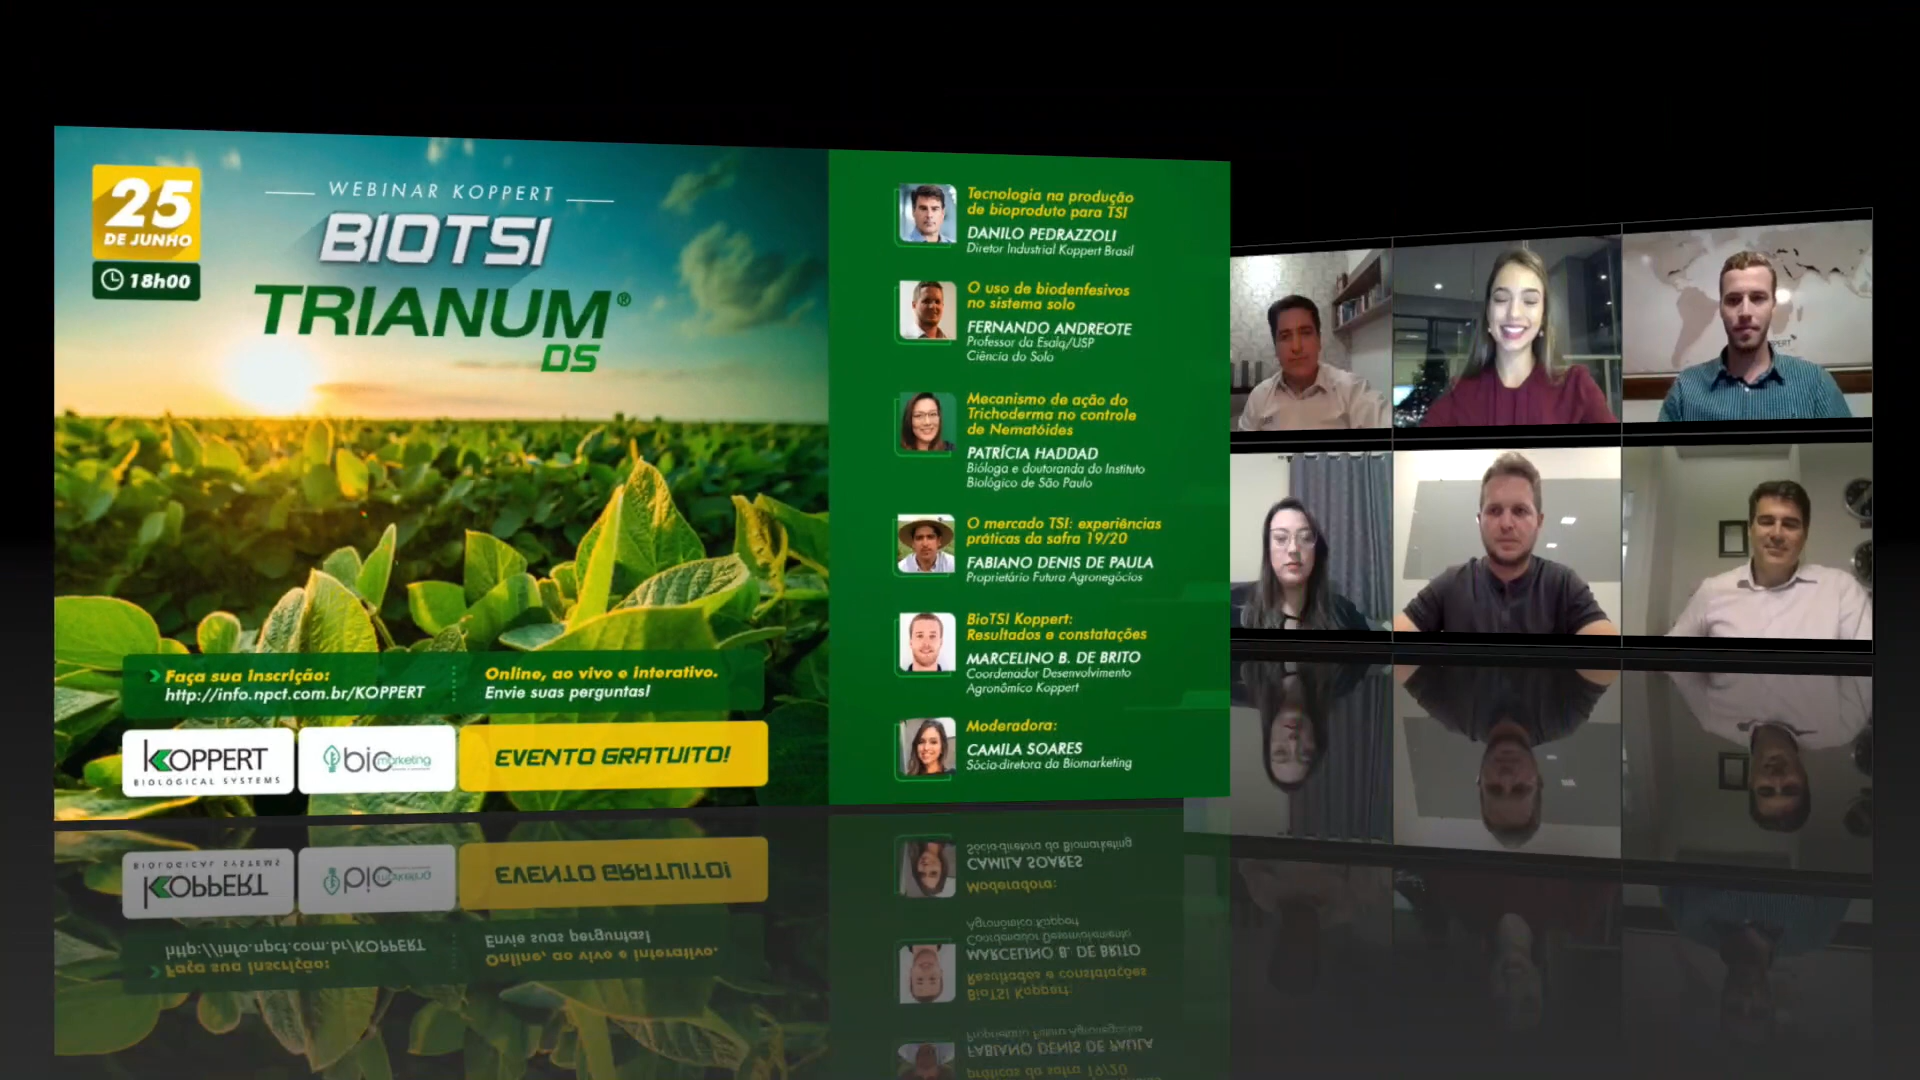 25
DE JUNHO
18h00
WEBINAR KOPPERT
BIOTSI
TRIANUM®
DS
Faça sua inscrição:
http://info.npct.com.br/KOPPERT
Online, ao vivo e interativo.
Envie suas perguntas!
KOPPERT
BIOLOGICAL SYSTEMS
bio
marketing
EVENTO GRATUITO!
Tecnologia na produção
de bioproduto para TSI
DANILO PEDRAZZOLI
Diretor Industrial Koppert Brasil
O uso de biodenfesivos
no sistema solo
FERNANDO ANDREOTE
Professor da Esalq/USP
Ciência do Solo
Mecanismo de ação do
Trichoderma no controle
de Nematóides
PATRÍCIA HADDAD
Bióloga e doutoranda do Instituto
Biológico de São Paulo
O mercado TSI: experiências
práticas da safra 19/20
FABIANO DENIS DE PAULA
Proprietário Futura Agronegócios
BioTSI Koppert:
Resultados e constatações
MARCELINO B. DE BRITO
Coordenador Desenvolvimento
Agronômico Koppert
Moderadora:
CAMILA SOARES
Sócia-diretora da Biomarketing